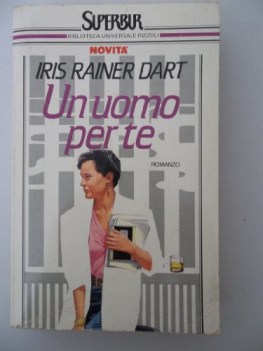 SUPERBUR
BIBLIOTECA UNIVERSALE RIZZOLI
NOVITÀ
IRIS RAINER DART
Un uomo
per te
ROMANZO